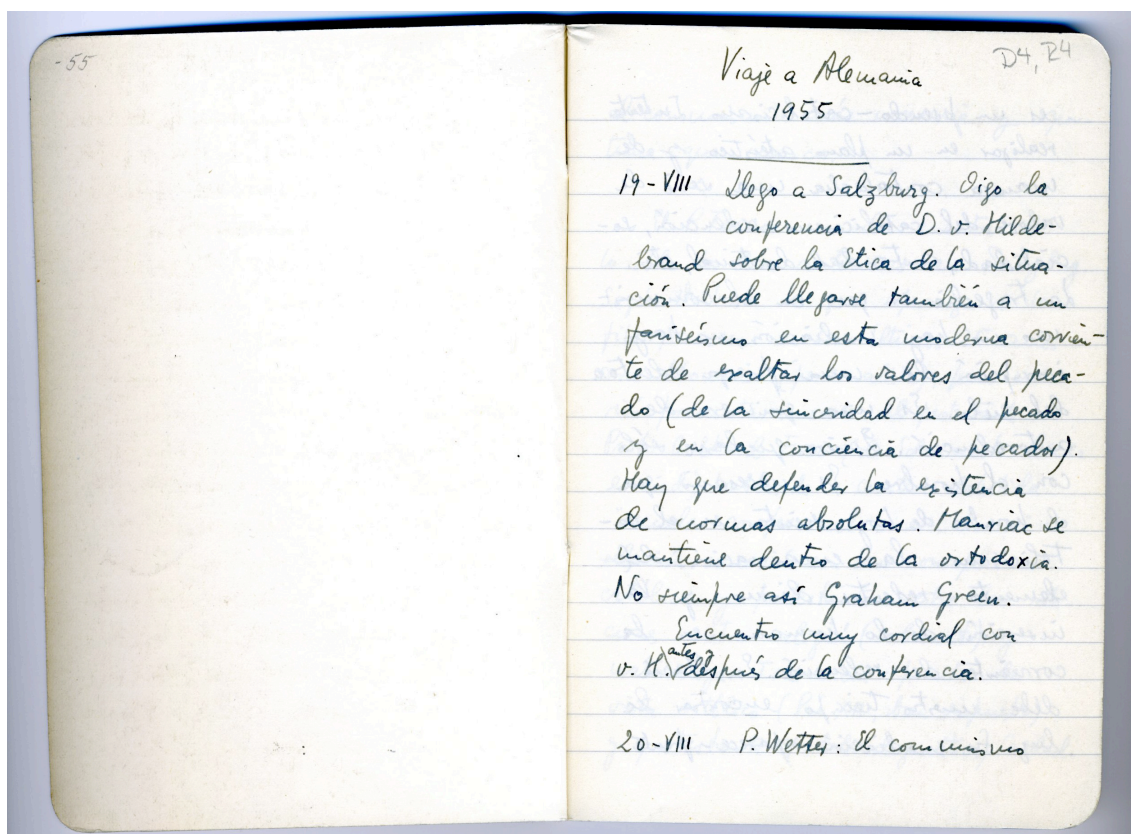 -55
D4, R4
Viaje a Alemania
1955
19-VIII Llego a Salzburg. Oigo la
conferencia de D. v. Hilde-
brand sobre la Etica de la situa-
ción. Puede llegarse también a un
fariseísmo en esta moderna corrien-
te de exaltar los valores del peca-
do (de la sinceridad en el pecado
y en la conciencia de pecador).
Hay que defender la existencia
de normas absolutas. Mauriac se
mantiene dentro de la ortodoxia.
No siempre así Graham Green.
Encuentro muy cordial con
v. H. antes y después de la conferencia.
20-VIII P. Wetter: El comunismo